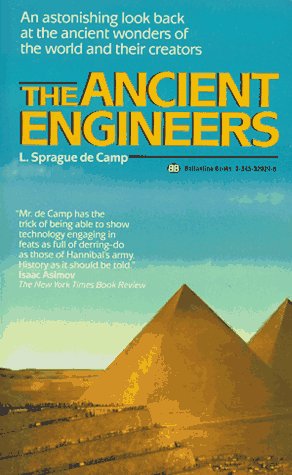 An astonishing look back
at the ancient wonders of
the world and their creators
THE ANCIENT
ENGINEERS
L. Sprague de Camp
BB
"Mr. de Camp has the
trick of being able to show
technology engaging in
feats as full of derring-do
as those of Hannibal's army.
History as it should be told."
Isaac Asimov
The New York Times Book Review